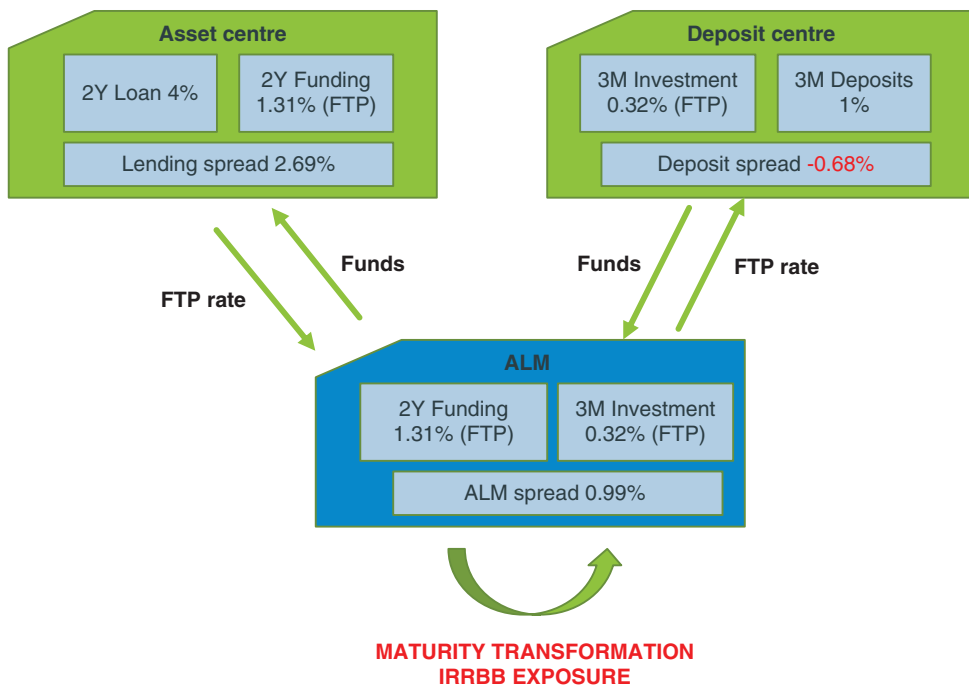 Asset centre
2Y Loan 4%
2Y Funding
1.31% (FTP)
Lending spread 2.69%
Deposit centre
3M Investment
0.32% (FTP)
3M Deposits
1%
Deposit spread -0.68%
FTP rate
Funds
Funds
FTP rate
ALM
2Y Funding
1.31% (FTP)
3M Investment
0.32% (FTP)
ALM spread 0.99%
MATURITY TRANSFORMATION
IRRBB EXPOSURE